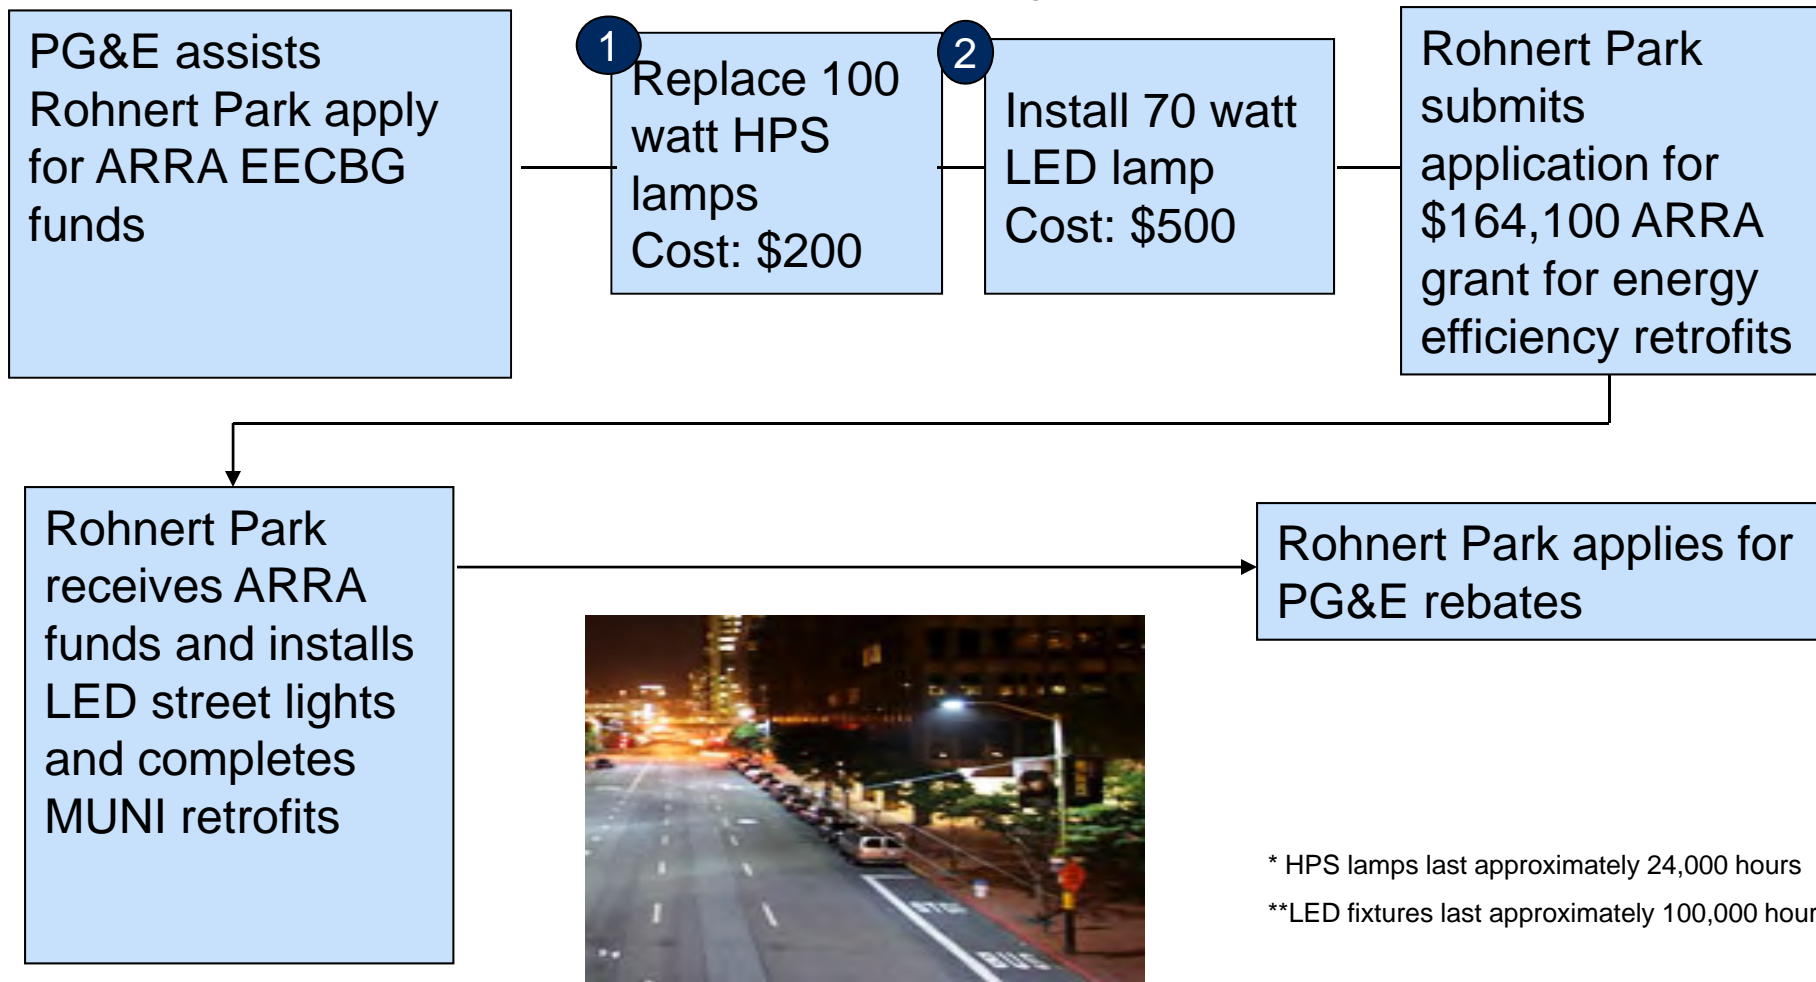 PG&E assists
Rohnert Park apply
for ARRA EECBG
funds
1
Replace 100
watt HPS
lamps
Cost: $200
2
Install 70 watt
LED lamp
Cost: $500
Rohnert Park
submits
application for
$164,100 ARRA
grant for energy
efficiency retrofits
Rohnert Park
receives ARRA
funds and installs
LED street lights
and completes
MUNI retrofits
Rohnert Park applies for
PG&E rebates
STOP
BUS
* HPS lamps last approximately 24,000 hours
**LED fixtures last approximately 100,000 hour